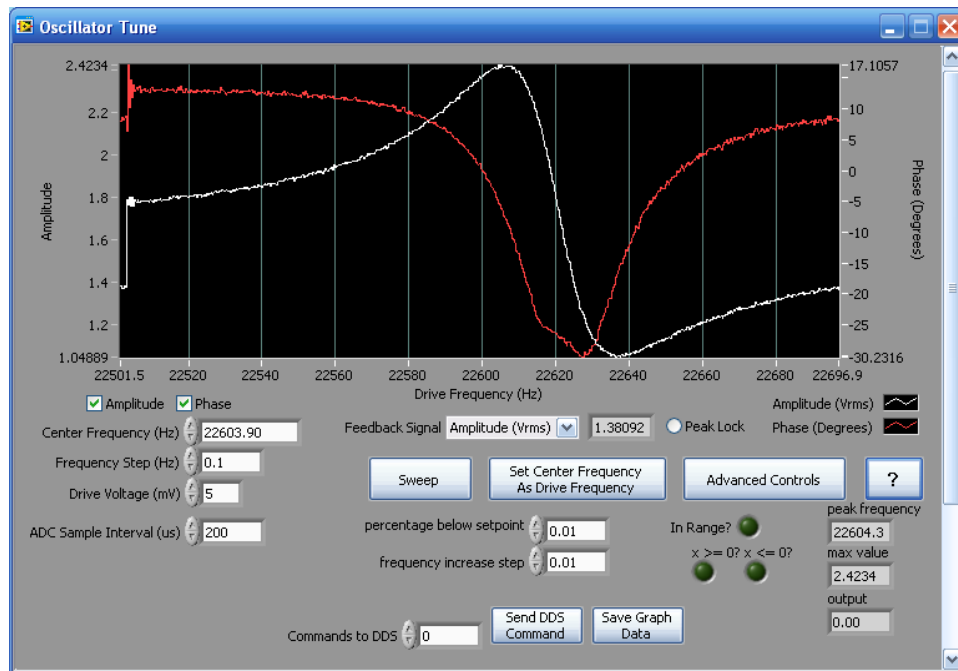 Oscillator Tune
2.4234
2.2
2
1.8
1.6
1.4
1.2
1.04889
Amplitude
17.1057
10
5
0
-5
-10
-15
-20
-25
-30.2316
Phase (Degrees)
22501.5 22520 22540 22560 22580 22600 22620 22640 22660 22680 22696.9
Drive Frequency (Hz)
Amplitude Phase
Amplitude (Vrms)
Phase (Degrees)
Center Frequency (Hz) 22603.90
Feedback Signal Amplitude (Vrms) 1.38092 Peak Lock
Frequency Step (Hz) 0.1
Drive Voltage (mV) 5
ADC Sample Interval (us) 200
Sweep
Set Center Frequency
As Drive Frequency
Advanced Controls
?
percentage below setpoint 0.01
frequency increase step 0.01
In Range?
x >= 0? x <= 0?
peak frequency
22604.3
max value
2.4234
output
0.00
Commands to DDS 0
Send DDS
Command
Save Graph
Data